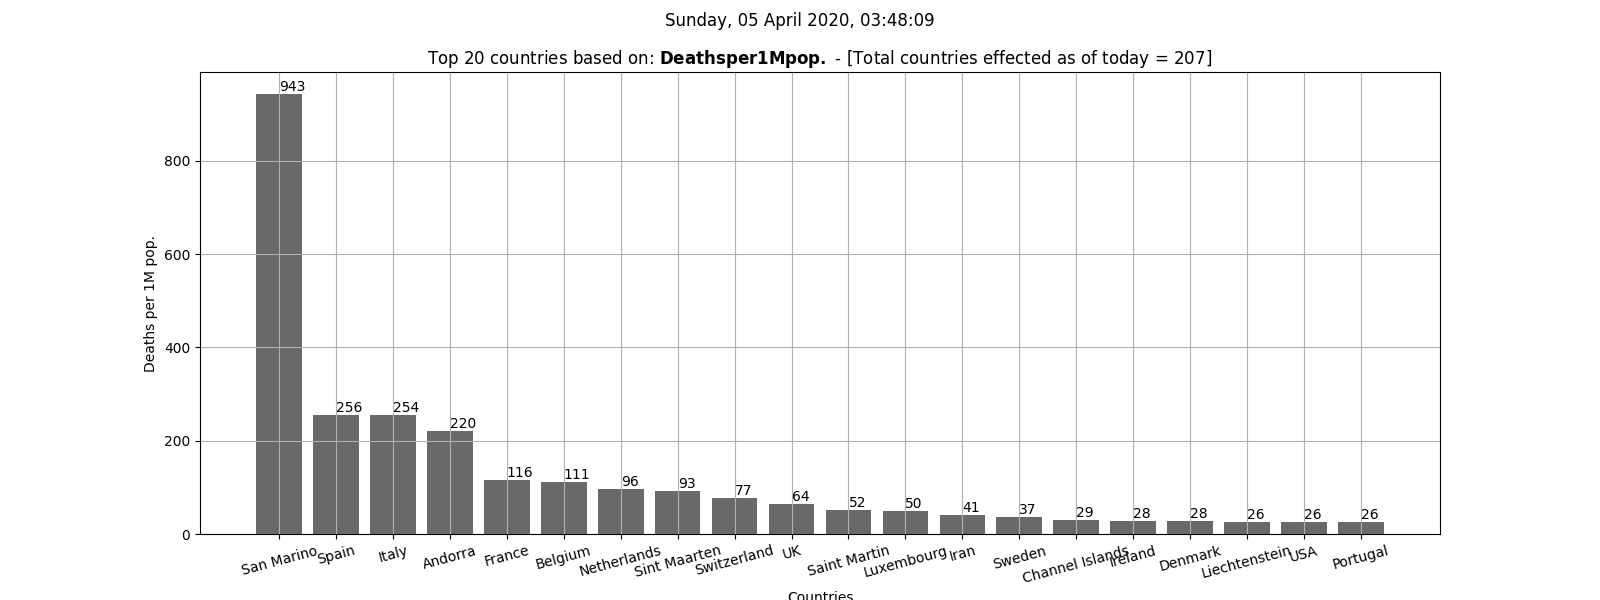 Sunday, 05 April 2020, 03:48:09
Top 20 countries based on: Deathsper1Mpop. - [Total countries effected as of today = 207]
Deaths per 1M pop.
800
600
400
200
0
943
256
254
220
116
111
96
93
77
64
52
50
41
37
29
28
28
26
26
26
San Marino
Spain
Italy
Andorra
France
Belgium
Netherlands
Sint Maarten
Switzerland
UK
Saint Martin
Luxembourg
Iran
Sweden
Channel Islands
Ireland
Denmark
Liechtenstein
USA
Portugal
Countries